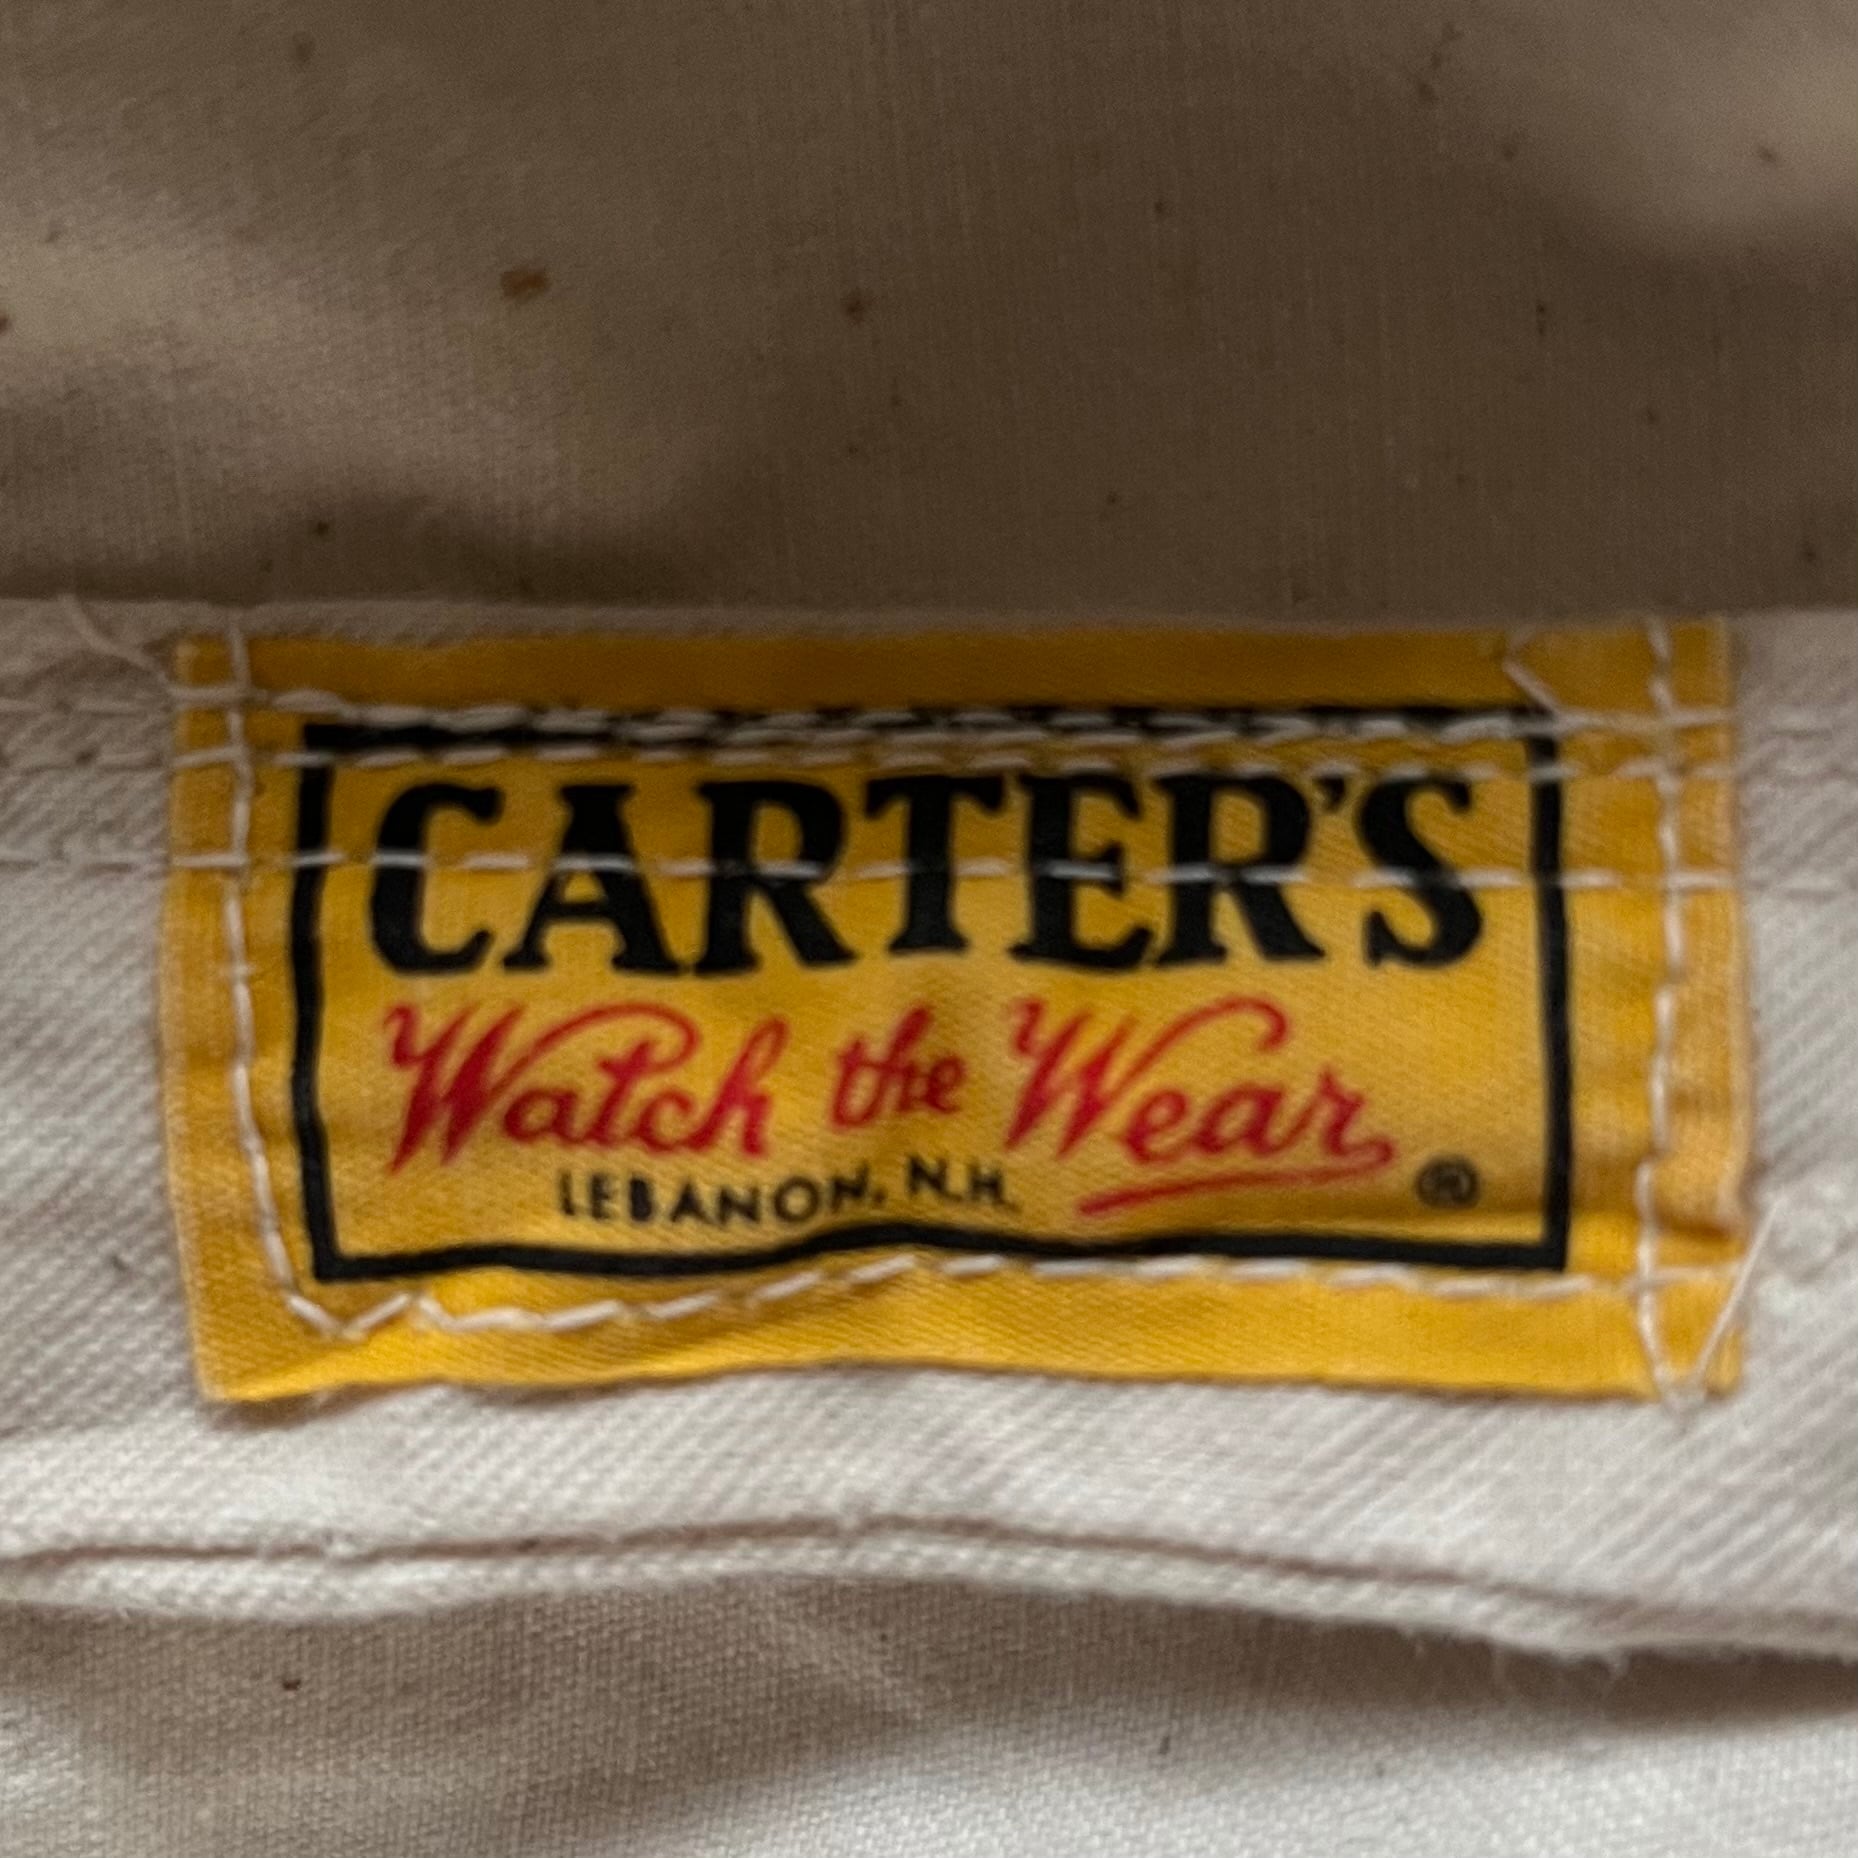 CARTER'S
Watch the Wear
LEBANON, N.H.
®